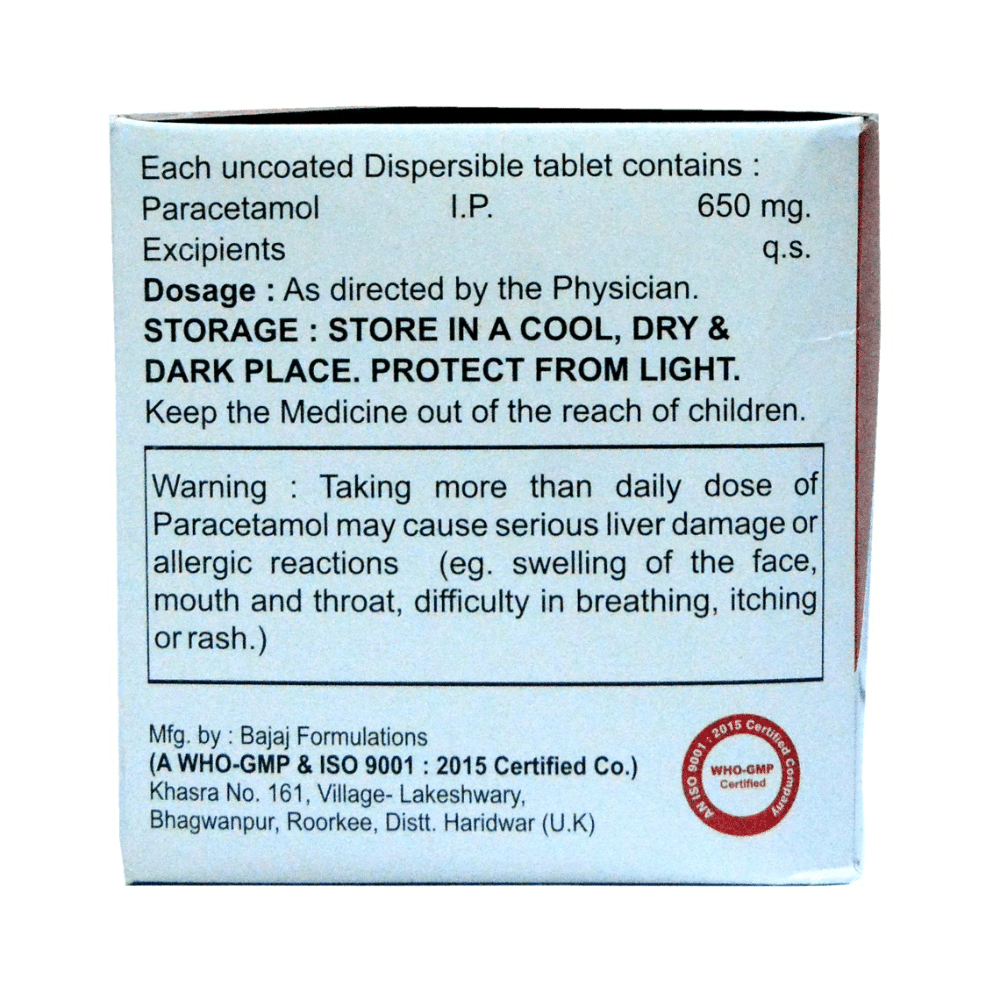 Each uncoated Dispersible tablet contains :
Paracetamol I.P. 650 mg.
Excipients q.s.
Dosage : As directed by the Physician.
STORAGE : STORE IN A COOL, DRY &
DARK PLACE. PROTECT FROM LIGHT.
Keep the Medicine out of the reach of children.
Warning : Taking more than daily dose of
Paracetamol may cause serious liver damage or
allergic reactions (eg. swelling of the face,
mouth and throat, difficulty in breathing, itching
or rash.)
Mfg. by : Bajaj Formulations
(A WHO-GMP & ISO 9001 : 2015 Certified Co.)
Khasra No. 161, Village- Lakeshwary,
Bhagwanpur, Roorkee, Distt. Haridwar (U.K)
AN ISO 9001 : 2015 Certified Company
WHO-GMP
Certified